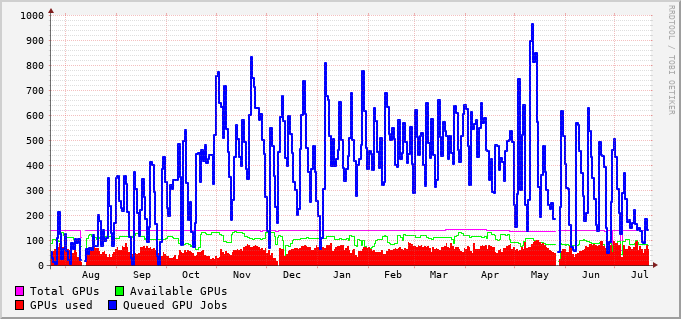 1000
900
800
700
600
500
400
300
200
100
0
Aug Sep Oct Nov Dec Jan Feb Mar Apr May Jun Jul
RRDTOOL / TOBI OETIKER
Total GPUs Available GPUs
GPUs used Queued GPU Jobs